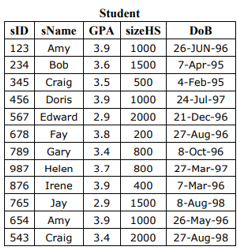 Student
sID sName GPA sizeHS DoB
123 Amy 3.9 1000 26-JUN-96
234 Bob 3.6 1500 7-Apr-95
345 Craig 3.5 500 4-Feb-95
456 Doris 3.9 1000 24-Jul-97
567 Edward 2.9 2000 21-Dec-96
678 Fay 3.8 200 27-Aug-96
789 Gary 3.4 800 8-Oct-96
987 Helen 3.7 800 27-Mar-97
876 Irene 3.9 400 7-Mar-96
765 Jay 2.9 1500 8-Aug-98
654 Amy 3.9 1000 26-May-96
543 Craig 3.4 2000 27-Aug-98